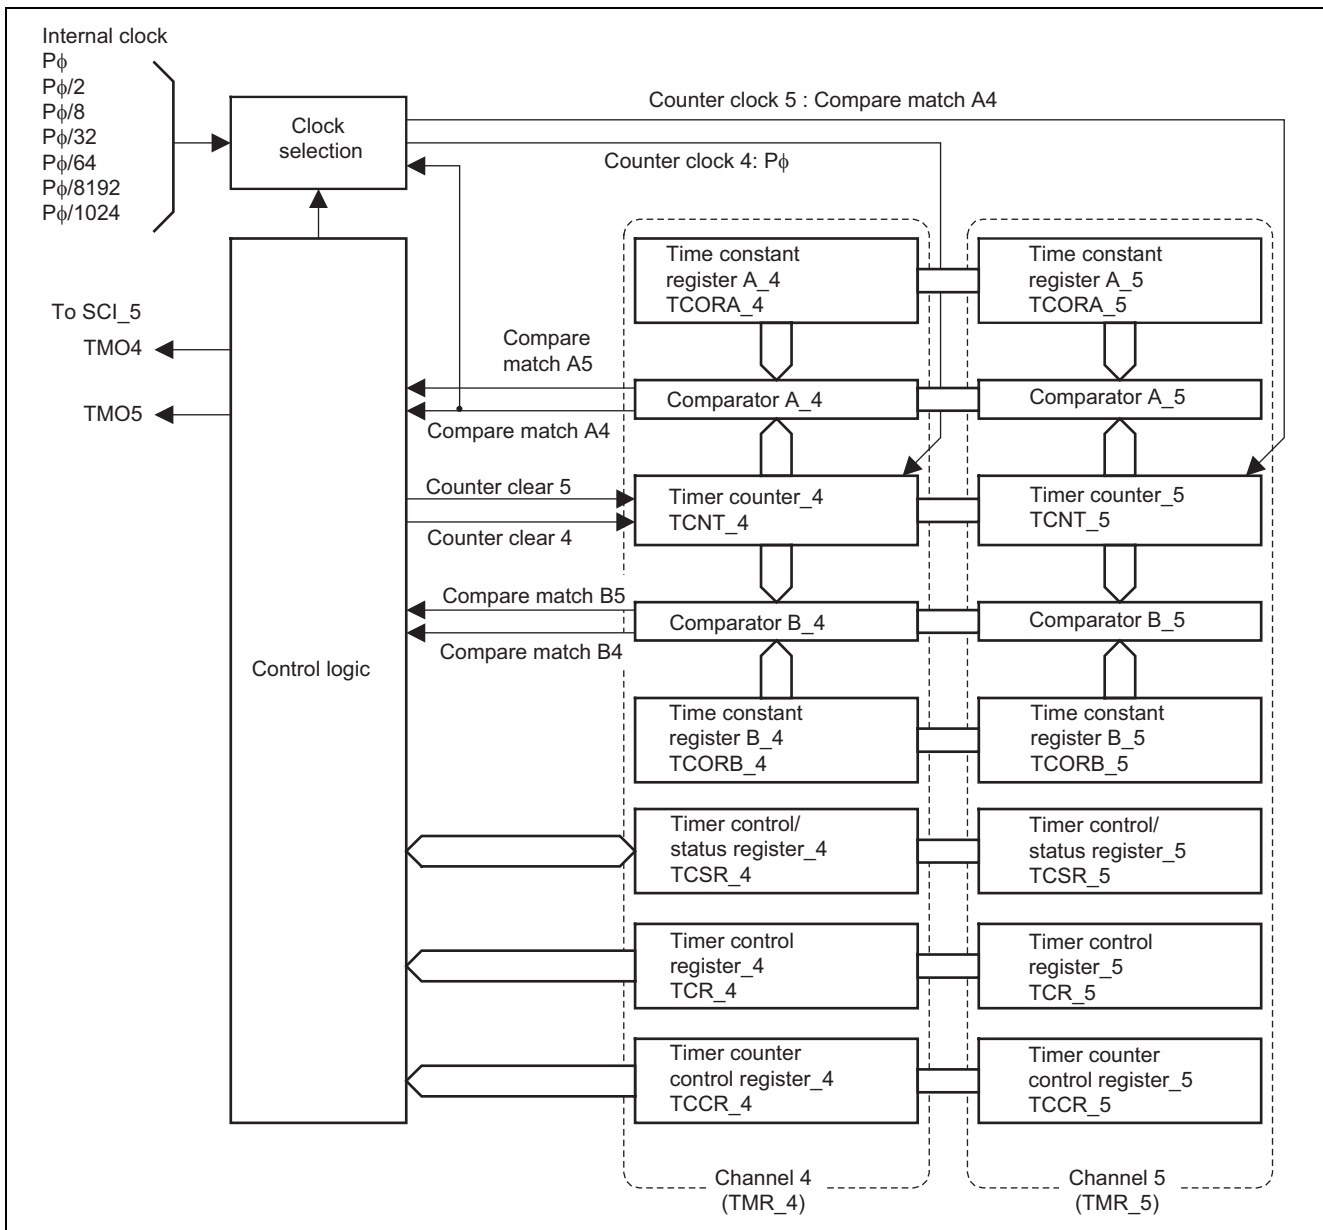 Internal clock
Pϕ
Pϕ/2
Pϕ/8
Pϕ/32
Pϕ/64
Pϕ/8192
Pϕ/1024
Clock
selection
Counter clock 5 : Compare match A4
Counter clock 4: Pϕ
To SCI_5
TMO4
TMO5
Control logic
Compare
match A5
Compare match A4
Counter clear 5
Counter clear 4
Compare match B5
Compare match B4
Time constant
register A_4
TCORA_4
Comparator A_4
Timer counter_4
TCNT_4
Comparator B_4
Time constant
register B_4
TCORB_4
Timer control/
status register_4
TCSR_4
Timer control
register_4
TCR_4
Timer counter
control register_4
TCCR_4
Channel 4
(TMR_4)
Time constant
register A_5
TCORA_5
Comparator A_5
Timer counter_5
TCNT_5
Comparator B_5
Time constant
register B_5
TCORB_5
Timer control/
status register_5
TCSR_5
Timer control
register_5
TCR_5
Timer counter
control register_5
TCCR_5
Channel 5
(TMR_5)